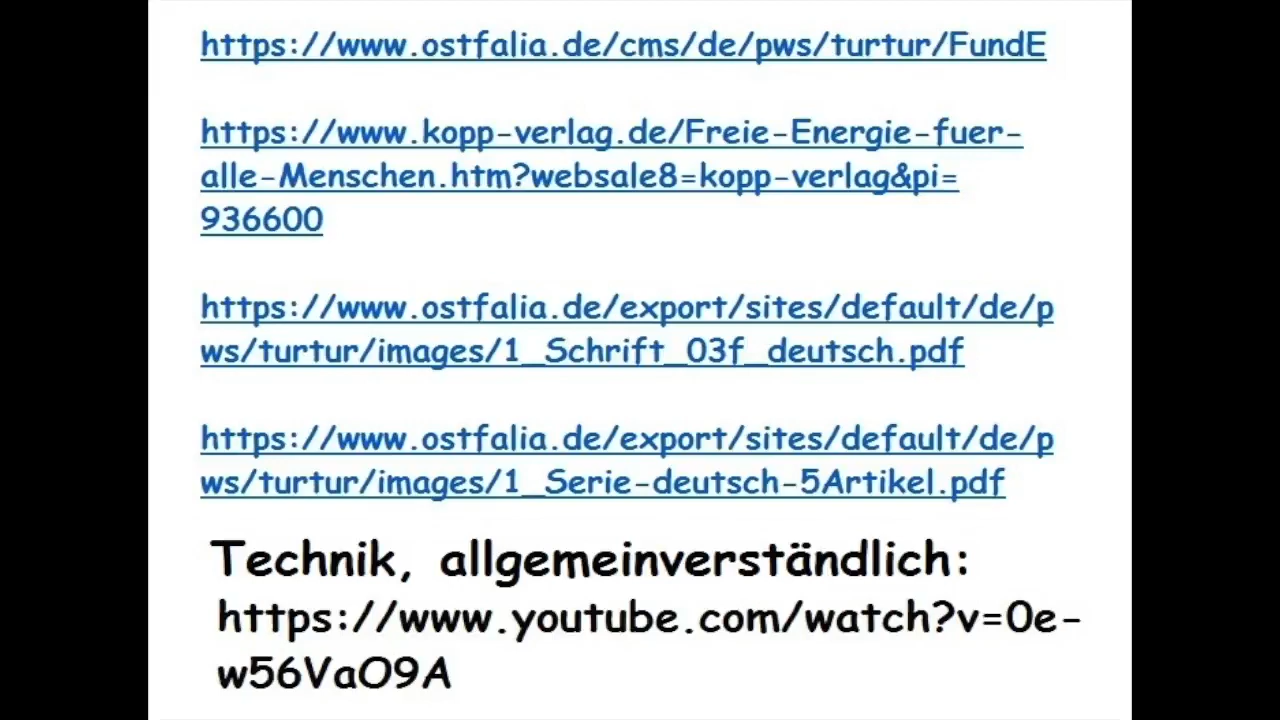 https://www.ostfalia.de/cms/de/pws/turtur/FundE
https://www.kopp-verlag.de/Freie-Energie-fuer-
alle-Menschen.htm?websale8=kopp-verlag&pi=
936600
https://www.ostfalia.de/export/sites/default/de/p
ws/turtur/images/1_Schrift_03f_deutsch.pdf
https://www.ostfalia.de/export/sites/default/de/p
ws/turtur/images/1_Serie-deutsch-5Artikel.pdf
Technik, allgemeinverständlich:
https://www.youtube.com/watch?v=0e-
w56VaO9A